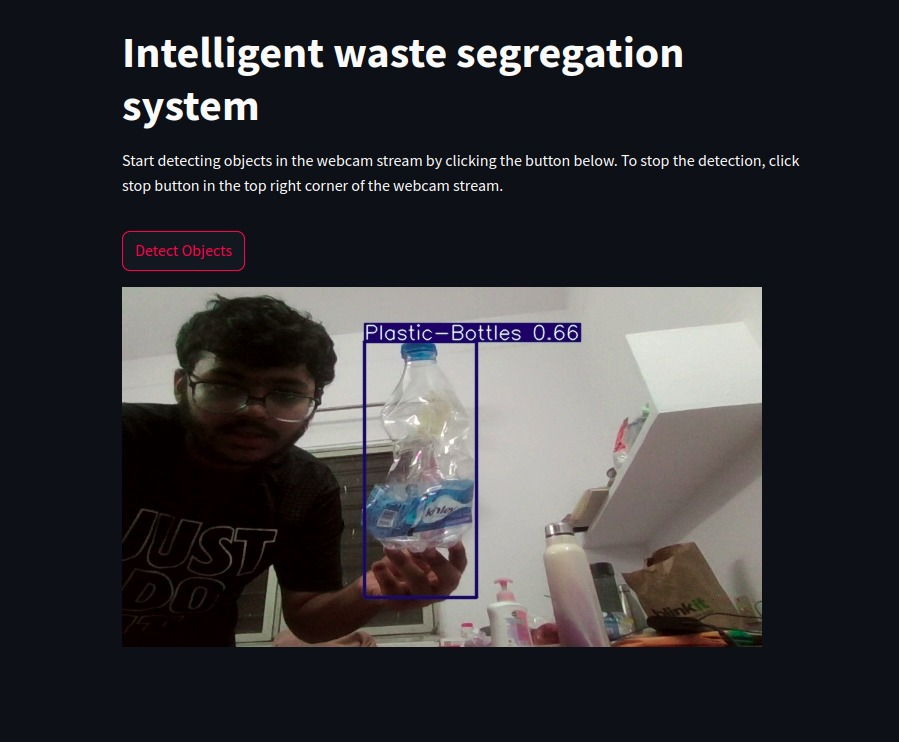 Intelligent waste segregation
system
Start detecting objects in the webcam stream by clicking the button below. To stop the detection, click
stop button in the top right corner of the webcam stream.
Detect Objects
Plastic-Bottles 0.66
Kinley
JUST
DO
blinkit